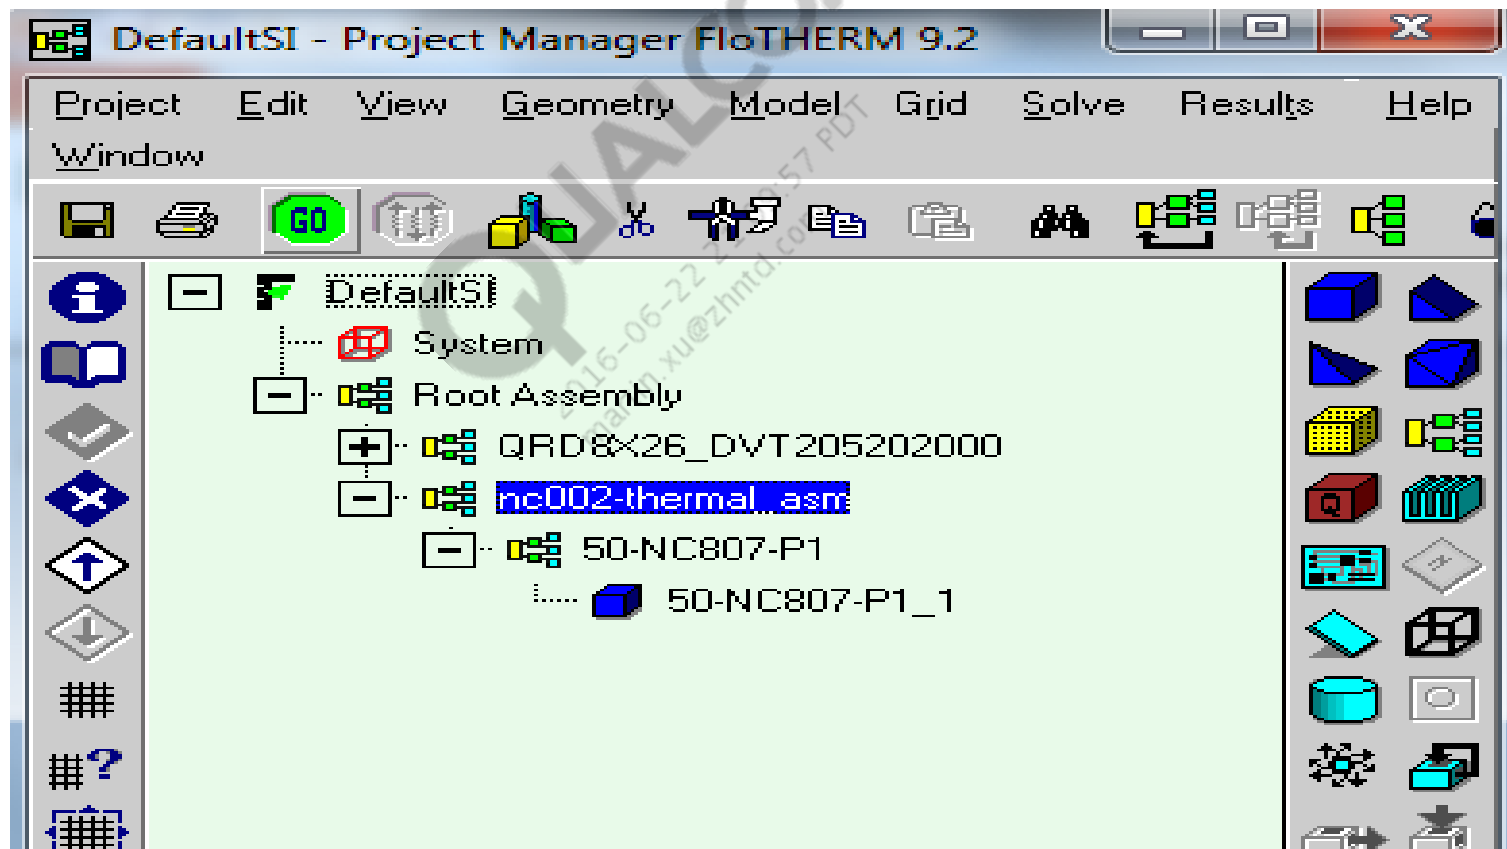 DefaultSI - Project Manager FloTHERM 9.2
Project Edit View Geometry Model Grid Solve Results Help
Window
GO
DefaultSI
System
Root Assembly
QRD8X26_DVT205202000
nc002-thermal_asm
50-NC807-P1
Q
50-NC807-P1_1
?